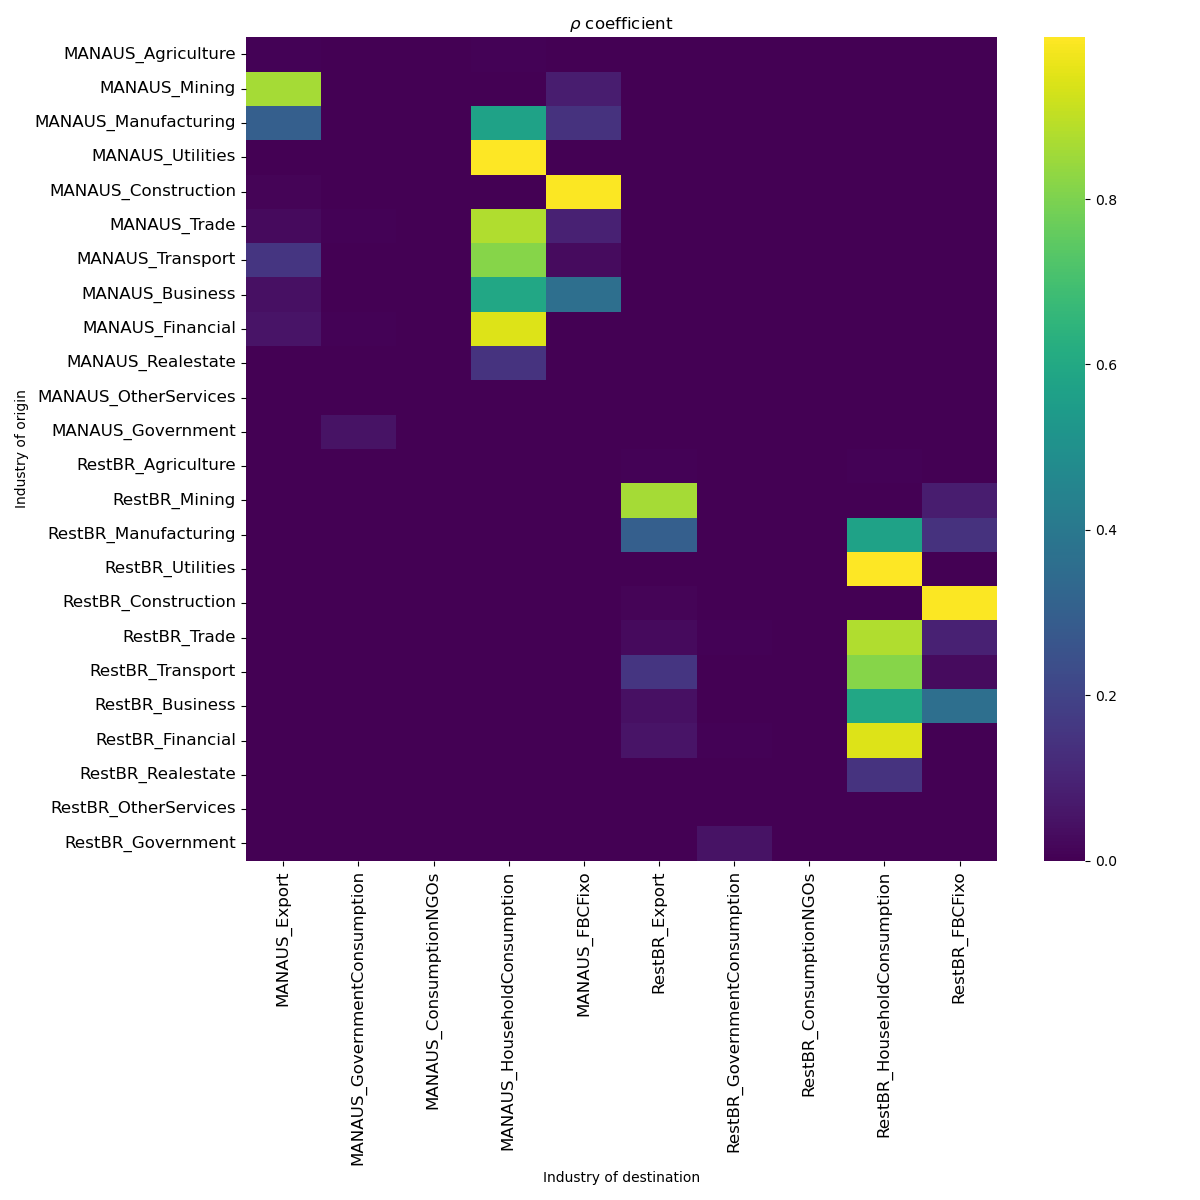 ρ coefficient
MANAUS_Agriculture
MANAUS_Mining
MANAUS_Manufacturing
MANAUS_Utilities
MANAUS_Construction
MANAUS_Trade
MANAUS_Transport
MANAUS_Business
MANAUS_Financial
MANAUS_Realestate
MANAUS_OtherServices
MANAUS_Government
RestBR_Agriculture
RestBR_Mining
RestBR_Manufacturing
RestBR_Utilities
RestBR_Construction
RestBR_Trade
RestBR_Transport
RestBR_Business
RestBR_Financial
RestBR_Realestate
RestBR_OtherServices
RestBR_Government
Industry of origin
MANAUS_Export
MANAUS_GovernmentConsumption
MANAUS_ConsumptionNGOs
MANAUS_HouseholdConsumption
MANAUS_FBCFixo
RestBR_Export
RestBR_GovernmentConsumption
RestBR_ConsumptionNGOs
RestBR_HouseholdConsumption
RestBR_FBCFixo
Industry of destination
0.8
0.6
0.4
0.2
0.0